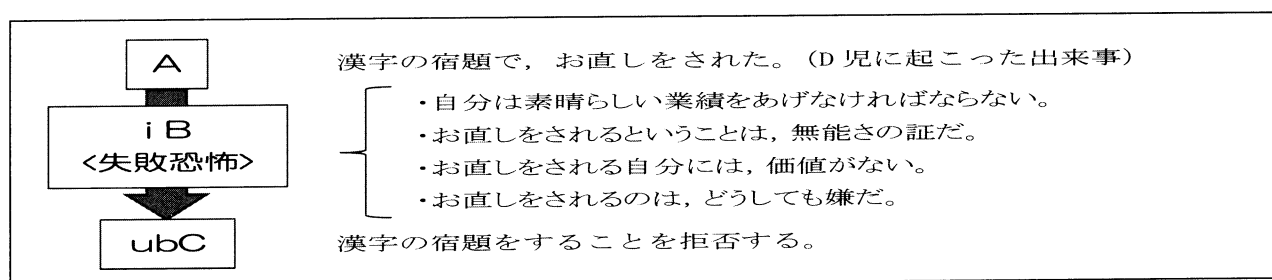 A
漢字の宿題で，お直しをされた。（D児に起こった出来事）
iB
<失敗恐怖>
・自分は素晴らしい業績をあげなければならない。
・お直しをされるということは，無能さの証だ。
・お直しをされる自分には，価値がない。
・お直しをされるのは，どうしても嫌だ。
ubC
漢字の宿題をすることを拒否する。